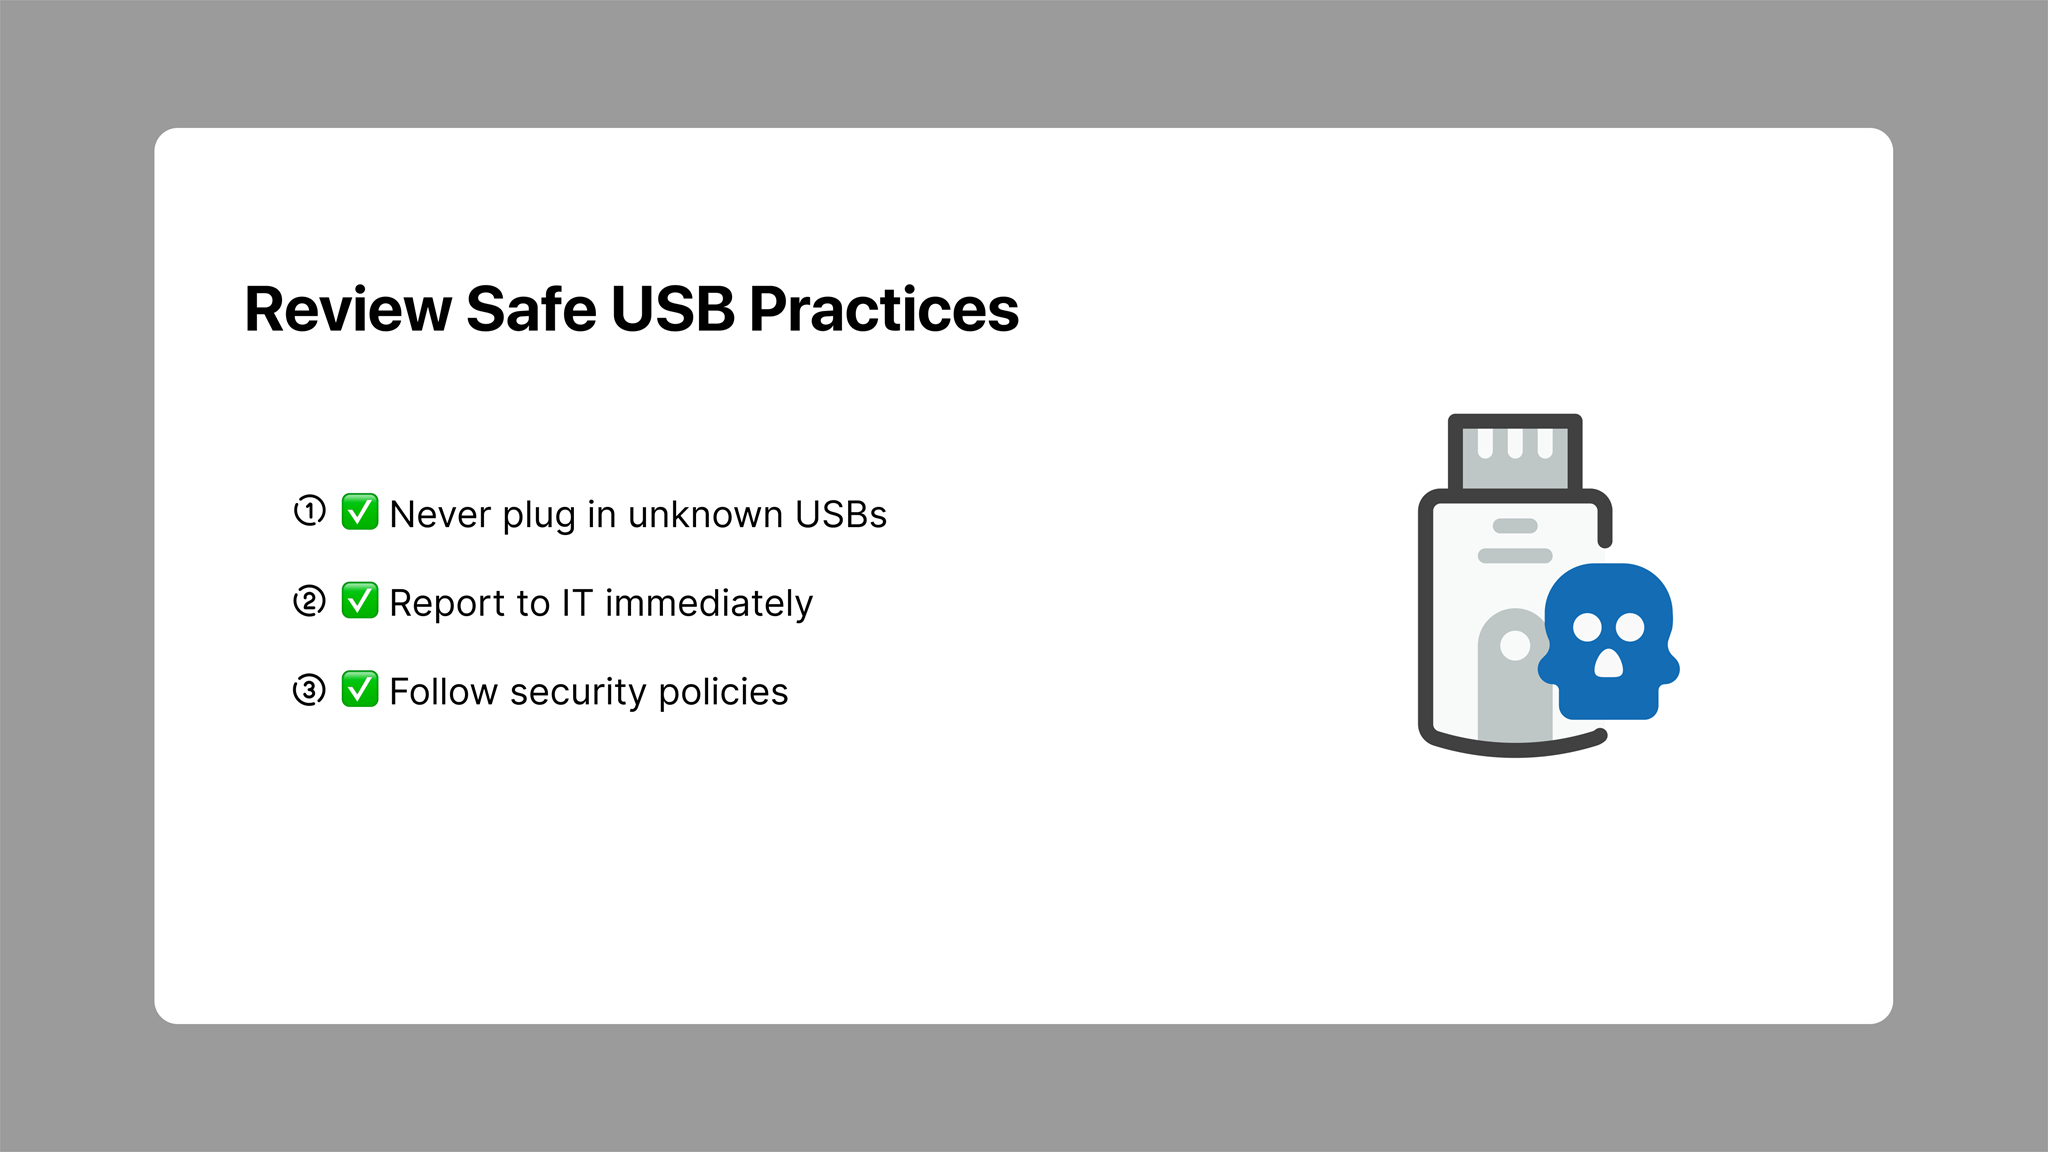 Review Safe USB Practices
① ✅ Never plug in unknown USBs
② ✅ Report to IT immediately
③ ✅ Follow security policies